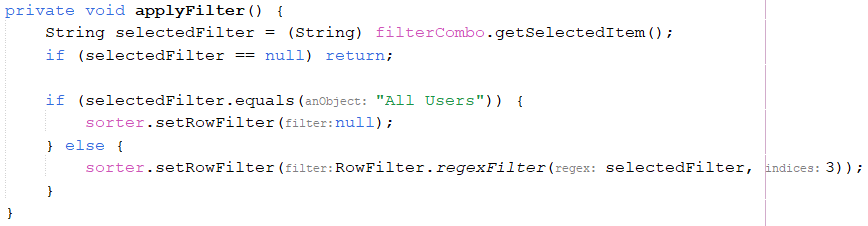 private void applyFilter() {
    String selectedFilter = (String) filterCombo.getSelectedItem();
    if (selectedFilter == null) return;

    if (selectedFilter.equals(anObject: "All Users")) {
        sorter.setRowFilter(filter: null);
    } else {
        sorter.setRowFilter(filter: RowFilter.regexFilter(regex: selectedFilter, indices: 3));
    }
}